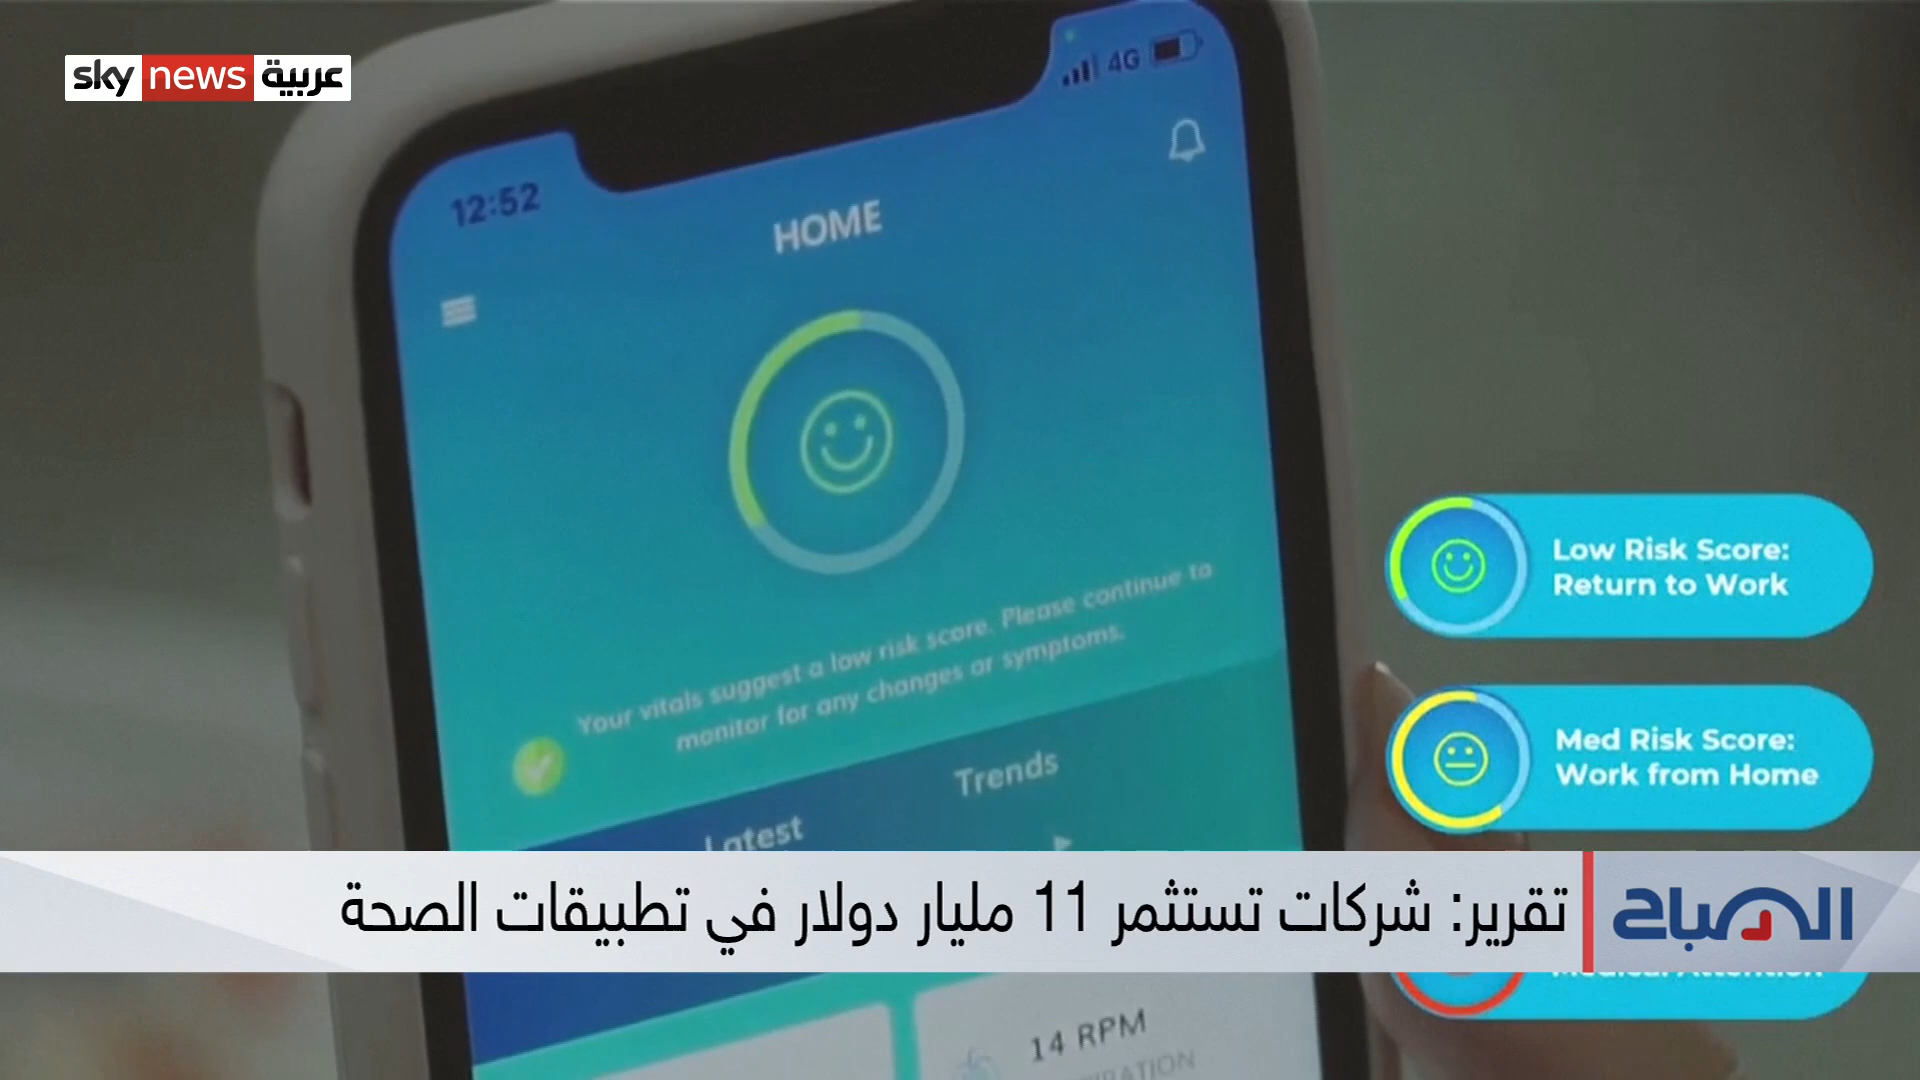 sky news عربية
4G
12:52
HOME
Your vitals suggest a low risk score. Please continue to
monitor for any changes or symptoms.
Trends
Latest
Low Risk Score:
Return to Work
Med Risk Score:
Work from Home
تقرير: شركات تستثمر 11 مليار دولار في تطبيقات الصحة
الصباح
Medical Attention
14 RPM